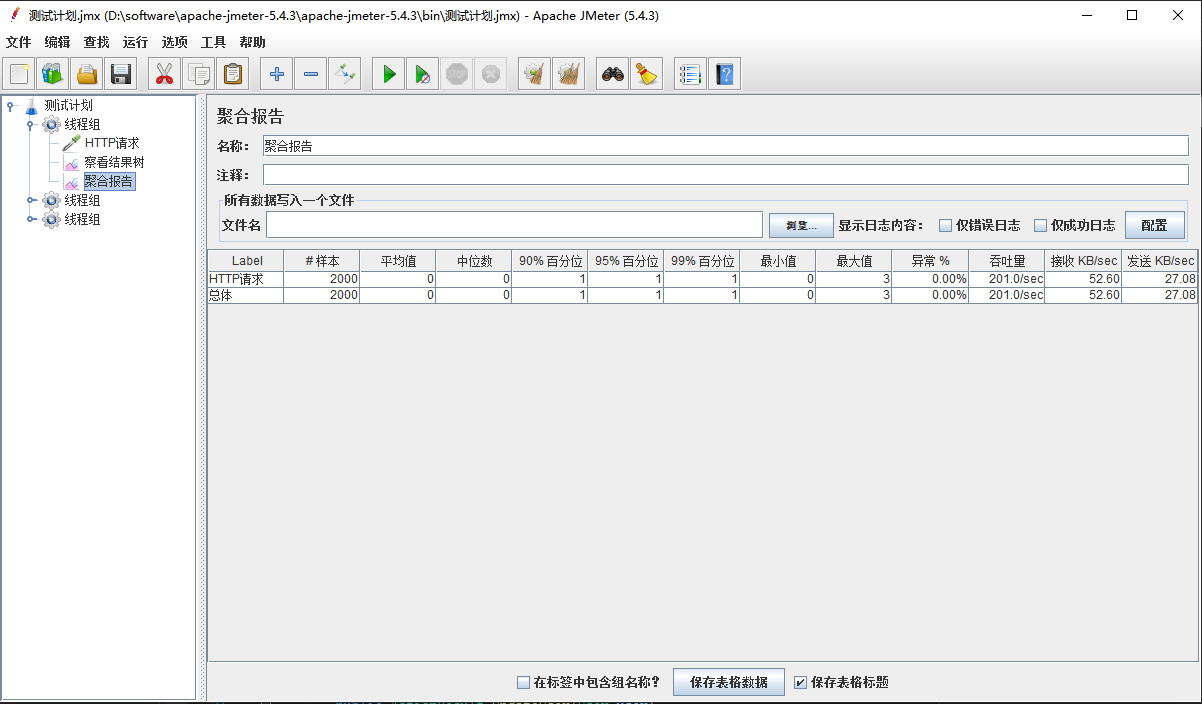 测试计划.jmx (D:\software\apache-jmeter-5.4.3\apache-jmeter-5.4.3\bin\测试计划.jmx) - Apache JMeter (5.4.3)
文件 编辑 查找 运行 选项 工具 帮助
STOP
测试计划
线程组
HTTP请求
察看结果树
聚合报告
线程组
线程组
聚合报告
名称： 聚合报告
注释：
所有数据写入一个文件
文件名 浏览... 显示日志内容： 仅错误日志 仅成功日志 配置
Label # 样本 平均值 中位数 90% 百分位 95% 百分位 99% 百分位 最小值 最大值 异常 % 吞吐量 接收 KB/sec 发送 KB/sec
HTTP请求 2000 0 0 1 1 1 0 3 0.00% 201.0/sec 52.60 27.08
总体 2000 0 0 1 1 1 0 3 0.00% 201.0/sec 52.60 27.08
在标签中包含组名称？ 保存表格数据 保存表格标题